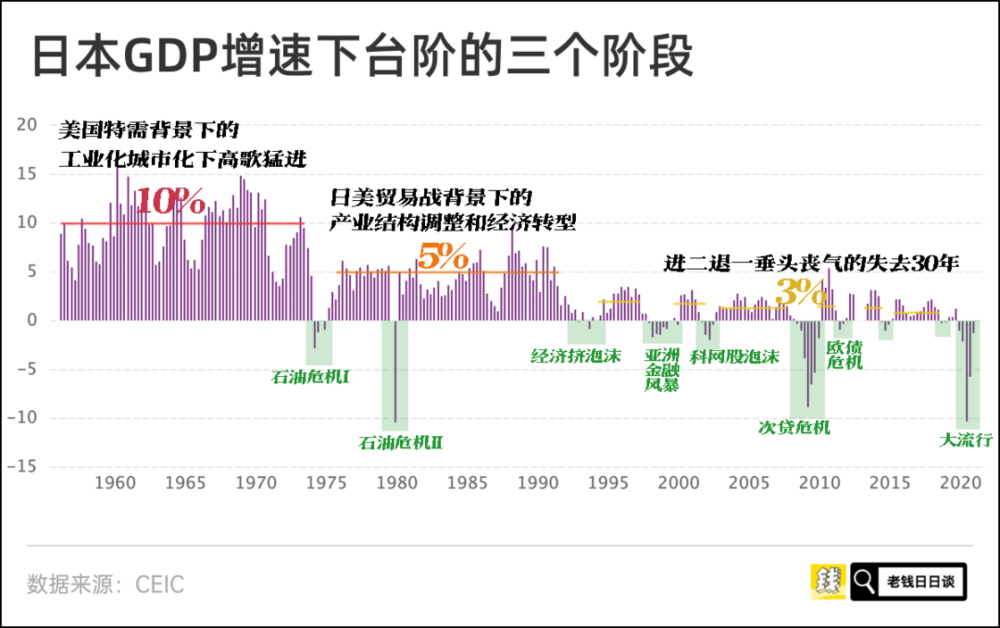 日本GDP增速下台阶的三个阶段
20
美国特需背景下的
工业化城市化下高歌猛进
15
10%
日美贸易战背景下的
产业结构调整和经济转型
10
5%
进二退一垂头丧气的失去30年
3%
5
0
经济挤泡沫
亚洲
金融
风暴
科网股泡沫
欧债
危机
石油危机I
-5
-10
石油危机II
次贷危机
大流行
-15
1960 1965 1970 1975 1980 1985 1990 1995 2000 2005 2010 2015 2020
数据来源：CEIC
钱
老钱日日谈